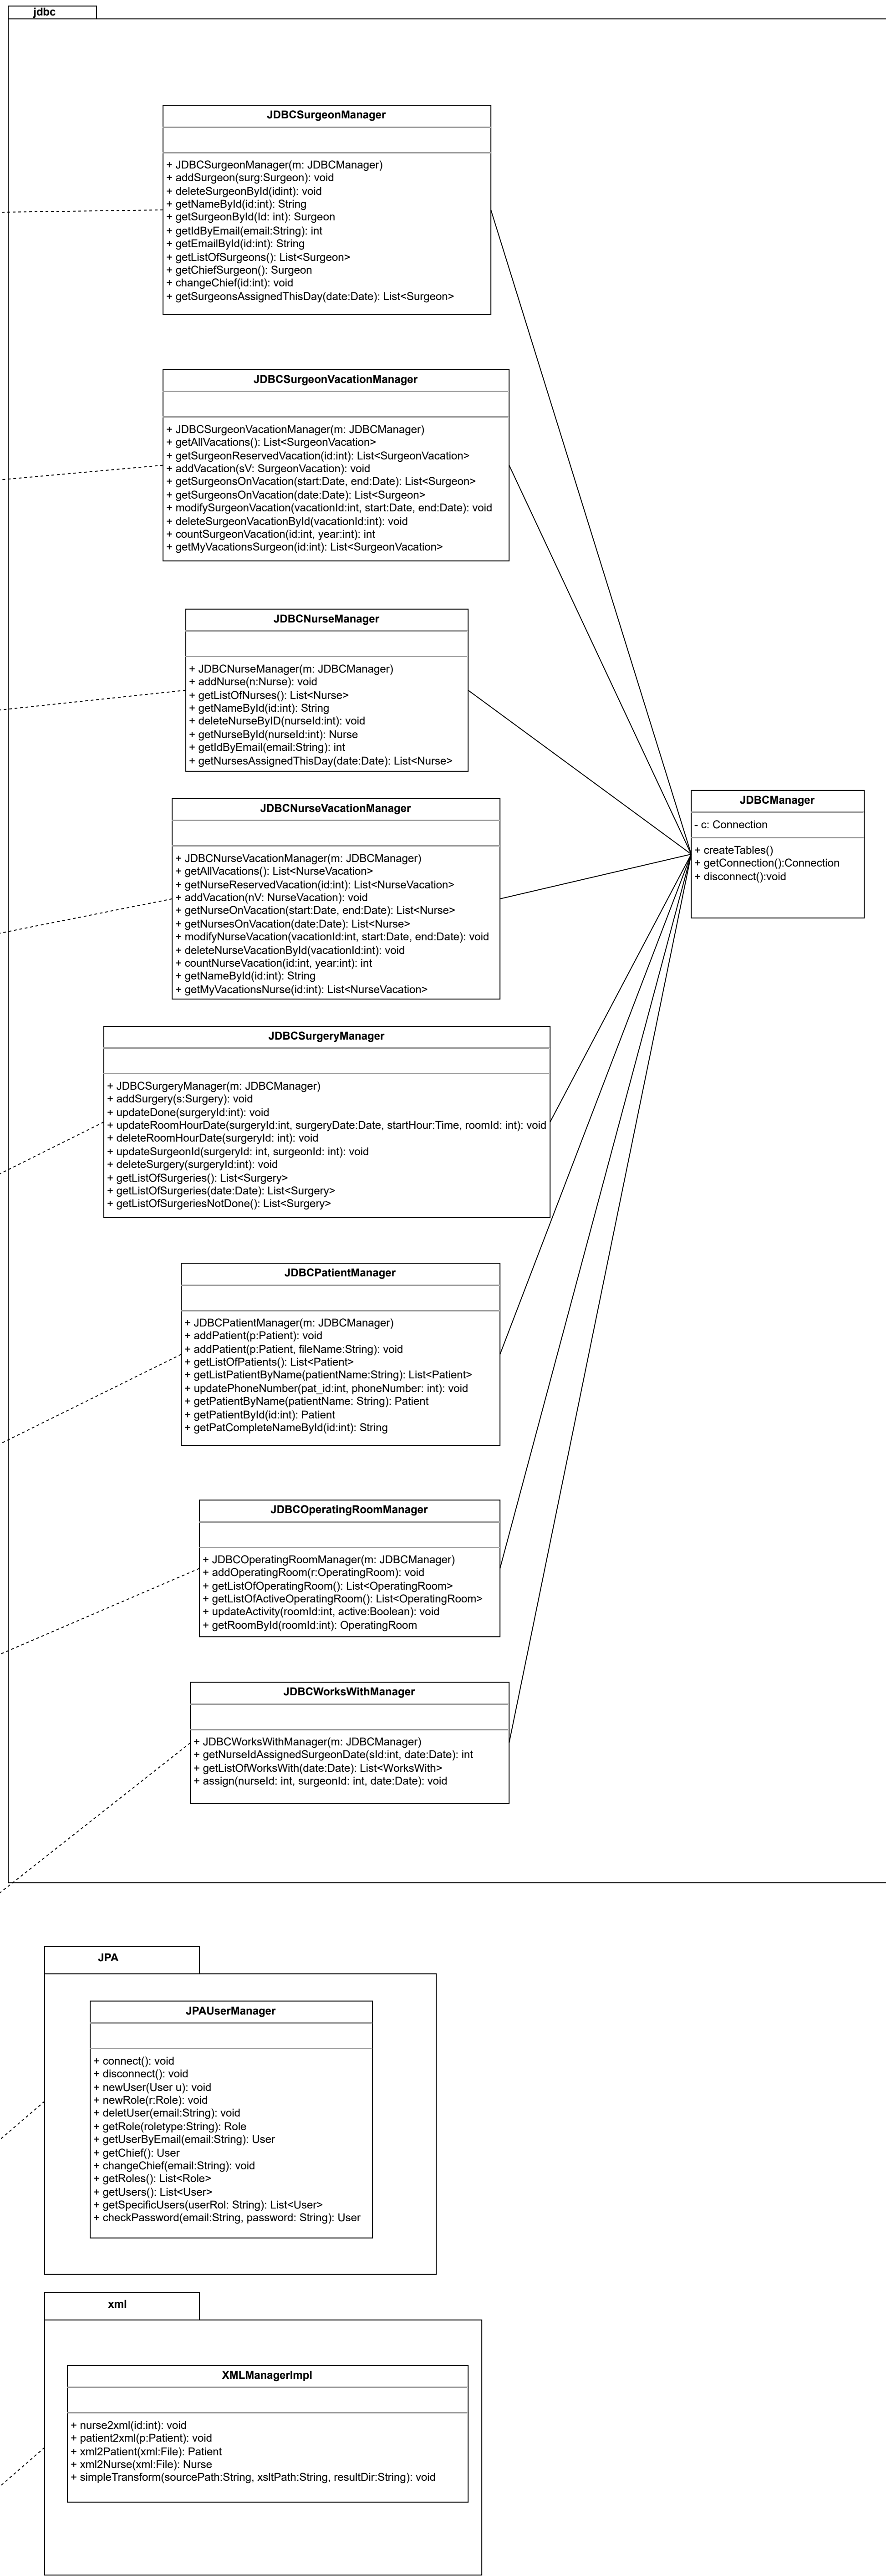 jdbc
JDBCSurgeonManager
+ JDBCSurgeonManager(m: JDBCManager)
+ addSurgeon(surg:Surgeon): void
+ deleteSurgeonById(idint): void
+ getNameById(id:int): String
+ getSurgeonById(Id: int): Surgeon
+ getIdByEmail(email:String): int
+ getEmailById(id:int): String
+ getListOfSurgeons(): List<Surgeon>
+ getChiefSurgeon(): Surgeon
+ changeChief(id:int): void
+ getSurgeonsAssignedThisDay(date:Date): List<Surgeon>
JDBCSurgeonVacationManager
+ JDBCSurgeonVacationManager(m: JDBCManager)
+ getAllVacations(): List<SurgeonVacation>
+ getSurgeonReservedVacation(id:int): List<SurgeonVacation>
+ addVacation(sV: SurgeonVacation): void
+ getSurgeonsOnVacation(start:Date, end:Date): List<Surgeon>
+ getSurgeonsOnVacation(date:Date): List<Surgeon>
+ modifySurgeonVacation(vacationId:int, start:Date, end:Date): void
+ deleteSurgeonVacationById(vacationId:int): void
+ countSurgeonVacation(id:int, year:int): int
+ getMyVacationsSurgeon(id:int): List<SurgeonVacation>
JDBCNurseManager
+ JDBCNurseManager(m: JDBCManager)
+ addNurse(n:Nurse): void
+ getListOfNurses(): List<Nurse>
+ getNameById(id:int): String
+ deleteNurseByID(nurseId:int): void
+ getNurseById(nurseId:int): Nurse
+ getIdByEmail(email:String): int
+ getNursesAssignedThisDay(date:Date): List<Nurse>
JDBCManager
- c: Connection
+ createTables()
+ getConnection():Connection
+ disconnect():void
JDBCNurseVacationManager
+ JDBCNurseVacationManager(m: JDBCManager)
+ getAllVacations(): List<NurseVacation>
+ getNurseReservedVacation(id:int): List<NurseVacation>
+ addVacation(nV: NurseVacation): void
+ getNurseOnVacation(start:Date, end:Date): List<Nurse>
+ getNursesOnVacation(date:Date): List<Nurse>
+ modifyNurseVacation(vacationId:int, start:Date, end:Date): void
+ deleteNurseVacationById(vacationId:int): void
+ countNurseVacation(id:int, year:int): int
+ getNameById(id:int): String
+ getMyVacationsNurse(id:int): List<NurseVacation>
JDBCSurgeryManager
+ JDBCSurgeryManager(m: JDBCManager)
+ addSurgery(s:Surgery): void
+ updateDone(surgeryId:int): void
+ updateRoomHourDate(surgeryId:int, surgeryDate:Date, startHour:Time, roomId: int): void
+ deleteRoomHourDate(surgeryId: int): void
+ updateSurgeonId(surgeryId: int, surgeonId: int): void
+ deleteSurgery(surgeryId:int): void
+ getListOfSurgeries(): List<Surgery>
+ getListOfSurgeries(date:Date): List<Surgery>
+ getListOfSurgeriesNotDone(): List<Surgery>
JDBCPatientManager
+ JDBCPatientManager(m: JDBCManager)
+ addPatient(p:Patient): void
+ addPatient(p:Patient, fileName:String): void
+ getListOfPatients(): List<Patient>
+ getListPatientByName(patientName:String): List<Patient>
+ updatePhoneNumber(pat_id:int, phoneNumber: int): void
+ getPatientByName(patientName: String): Patient
+ getPatientById(id:int): Patient
+ getPatCompleteNameById(id:int): String
JDBCOperatingRoomManager
+ JDBCOperatingRoomManager(m: JDBCManager)
+ addOperatingRoom(r:OperatingRoom): void
+ getListOfOperatingRoom(): List<OperatingRoom>
+ getListOfActiveOperatingRoom(): List<OperatingRoom>
+ updateActivity(roomId:int, active:Boolean): void
+ getRoomById(roomId:int): OperatingRoom
JDBCWorksWithManager
+ JDBCWorksWithManager(m: JDBCManager)
+ getNurseIdAssignedSurgeonDate(sId:int, date:Date): int
+ getListOfWorksWith(date:Date): List<WorksWith>
+ assign(nurseId: int, surgeonId: int, date:Date): void
JPA
JPAUserManager
+ connect(): void
+ disconnect(): void
+ newUser(User u): void
+ newRole(r:Role): void
+ deletUser(email:String): void
+ getRole(roletype:String): Role
+ getUserByEmail(email:String): User
+ getChief(): User
+ changeChief(email:String): void
+ getRoles(): List<Role>
+ getUsers(): List<User>
+ getSpecificUsers(userRol: String): List<User>
+ checkPassword(email:String, password: String): User
xml
XMLManagerImpl
+ nurse2xml(id:int): void
+ patient2xml(p:Patient): void
+ xml2Patient(xml:File): Patient
+ xml2Nurse(xml:File): Nurse
+ simpleTransform(sourcePath:String, xsltPath:String, resultDir:String): void